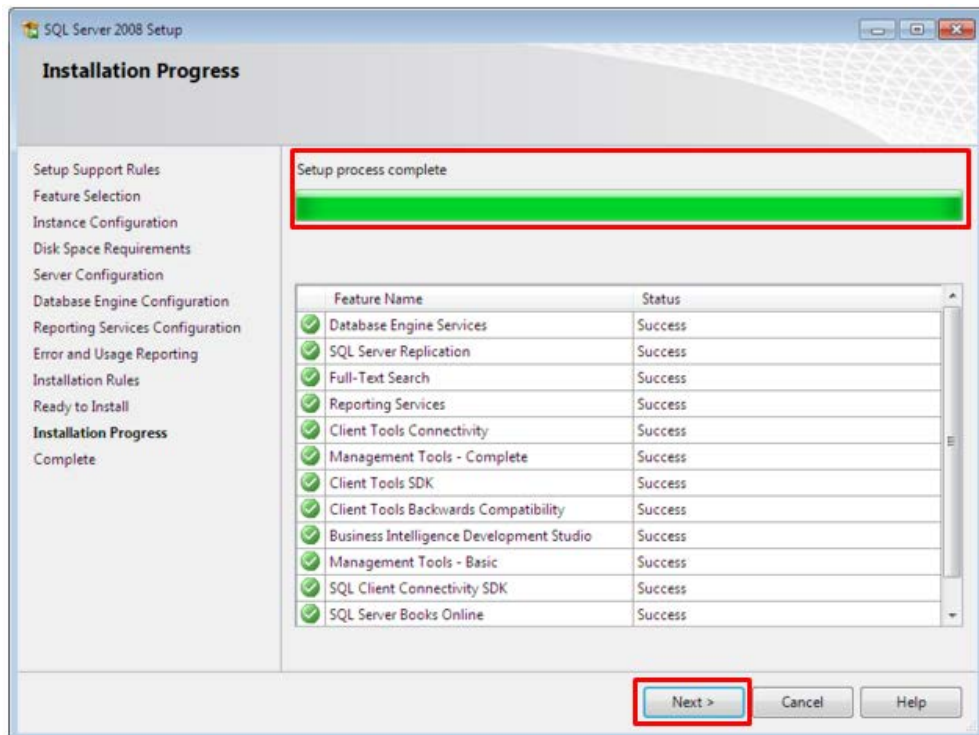 SQL Server 2008 Setup
Installation Progress
Setup Support Rules
Feature Selection
Instance Configuration
Disk Space Requirements
Server Configuration
Database Engine Configuration
Reporting Services Configuration
Error and Usage Reporting
Installation Rules
Ready to Install
Installation Progress
Complete
Setup process complete
Feature Name Status
Database Engine Services Success
SQL Server Replication Success
Full-Text Search Success
Reporting Services Success
Client Tools Connectivity Success
Management Tools - Complete Success
Client Tools SDK Success
Client Tools Backwards Compatibility Success
Business Intelligence Development Studio Success
Management Tools - Basic Success
SQL Client Connectivity SDK Success
SQL Server Books Online Success
Next > Cancel Help